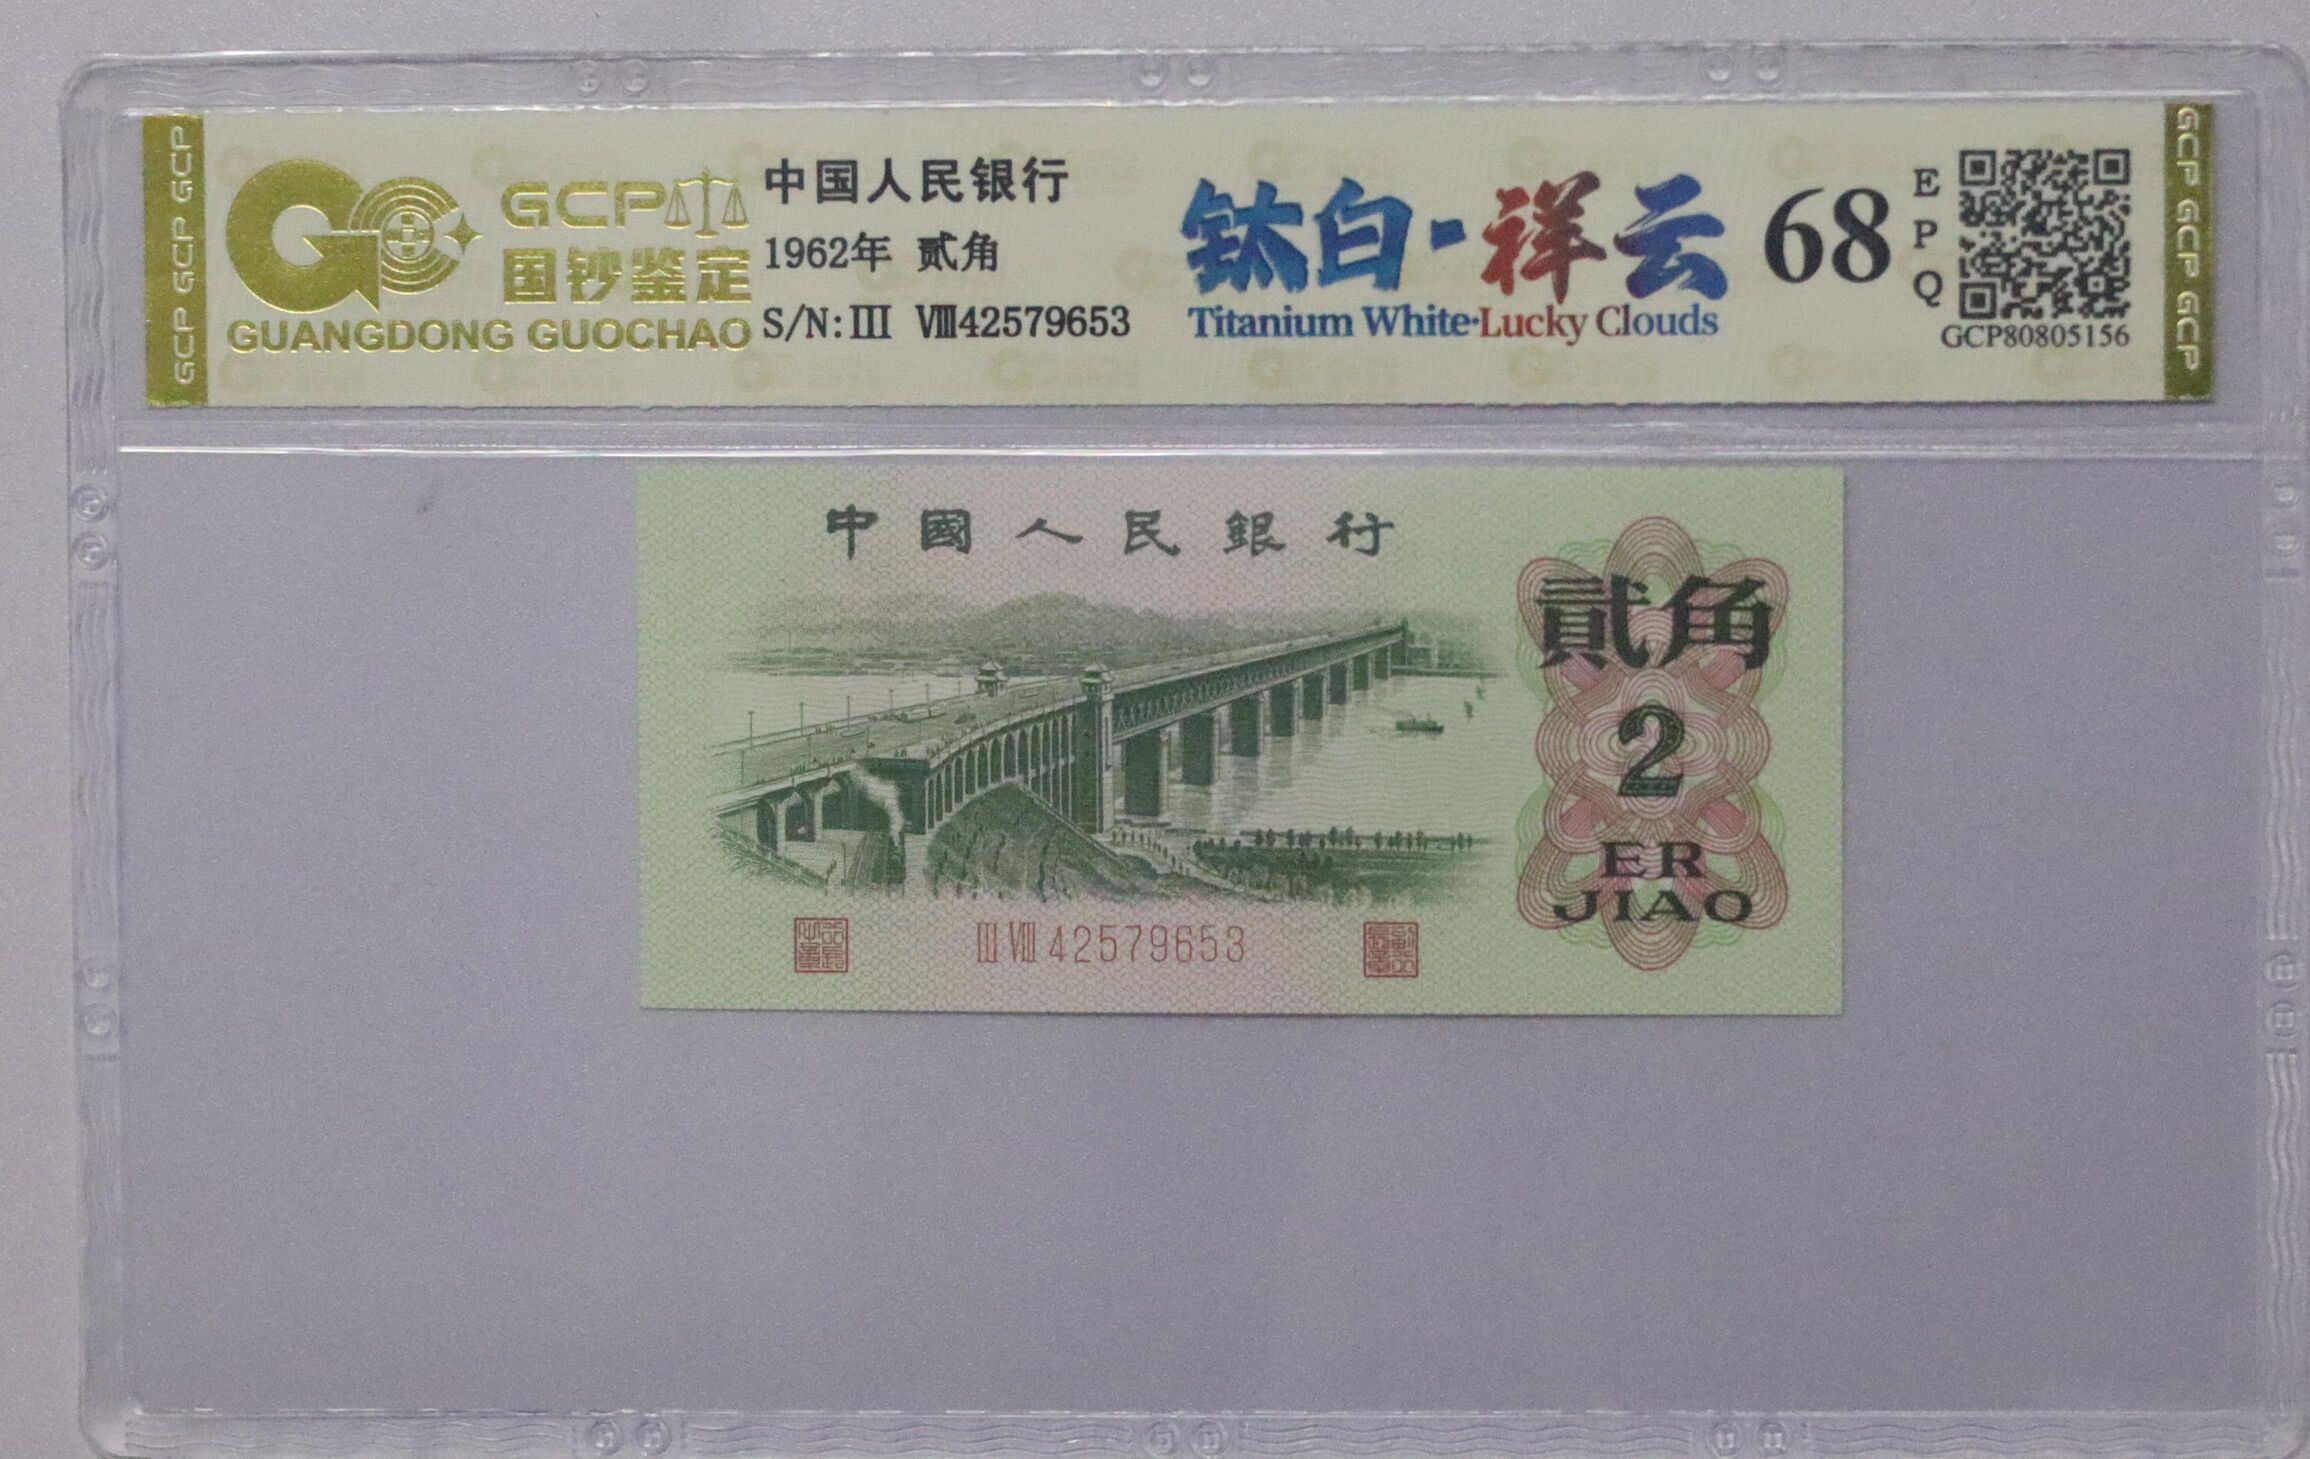 GCP GCP GCP
GCP
国钞鉴定
GUANGDONG GUOCHAO
中国人民银行
1962年 贰角
S/N:III VIII42579653
钛白·祥云
Titanium White·Lucky Clouds
68
EPQ
GCP80805156
GCP GCP GCP
中國人民銀行
貳角
2
ER
JIAO
III VIII 42579653